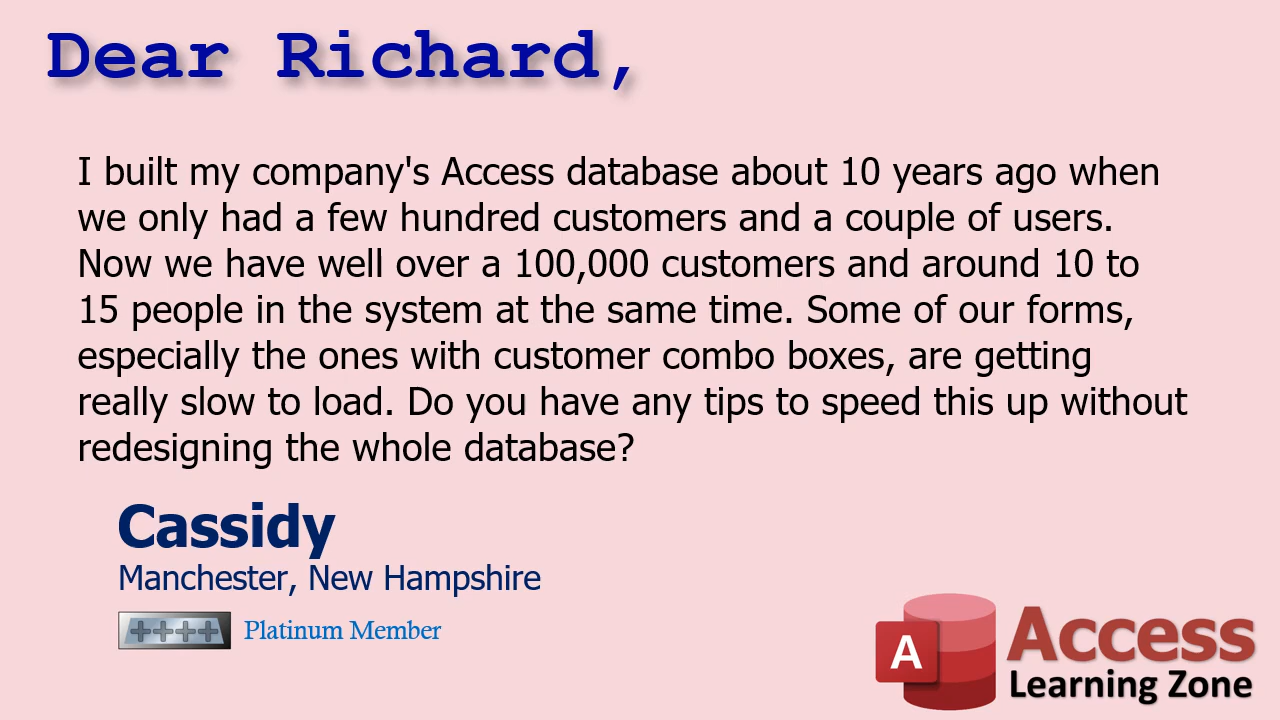 Dear Richard,
I built my company's Access database about 10 years ago when
we only had a few hundred customers and a couple of users.
Now we have well over a 100,000 customers and around 10 to
15 people in the system at the same time. Some of our forms,
especially the ones with customer combo boxes, are getting
really slow to load. Do you have any tips to speed this up without
redesigning the whole database?
Cassidy
Manchester, New Hampshire
Platinum Member
A
Access
Learning Zone